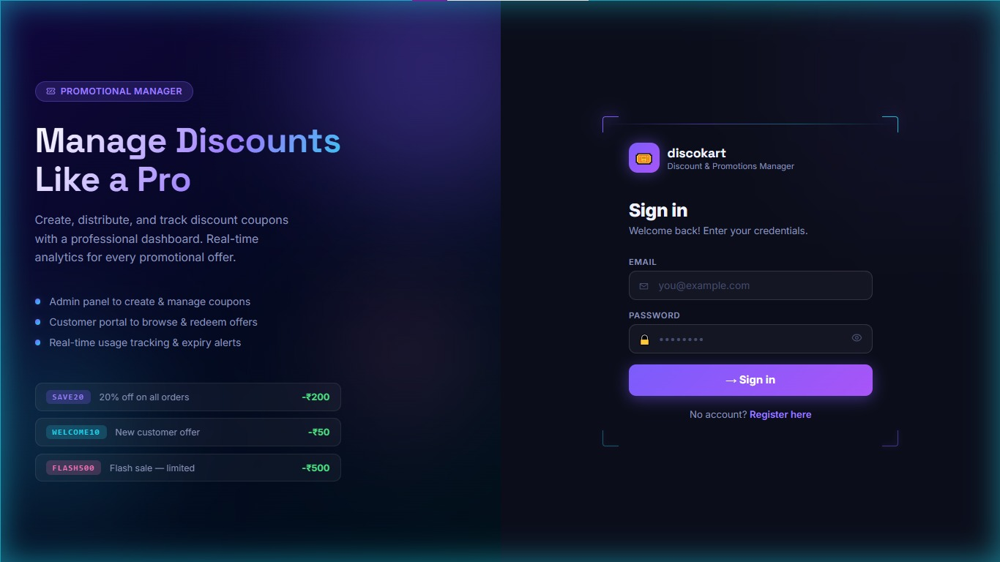 PROMOTIONAL MANAGER
Manage Discounts
Like a Pro
Create, distribute, and track discount coupons
with a professional dashboard. Real-time
analytics for every promotional offer.
Admin panel to create & manage coupons
Customer portal to browse & redeem offers
Real-time usage tracking & expiry alerts
SAVE20 20% off on all orders -₹200
WELCOME10 New customer offer -₹50
FLASH500 Flash sale — limited -₹500
discokart
Discount & Promotions Manager
Sign in
Welcome back! Enter your credentials.
EMAIL
you@example.com
PASSWORD
••••••••
→ Sign in
No account? Register here